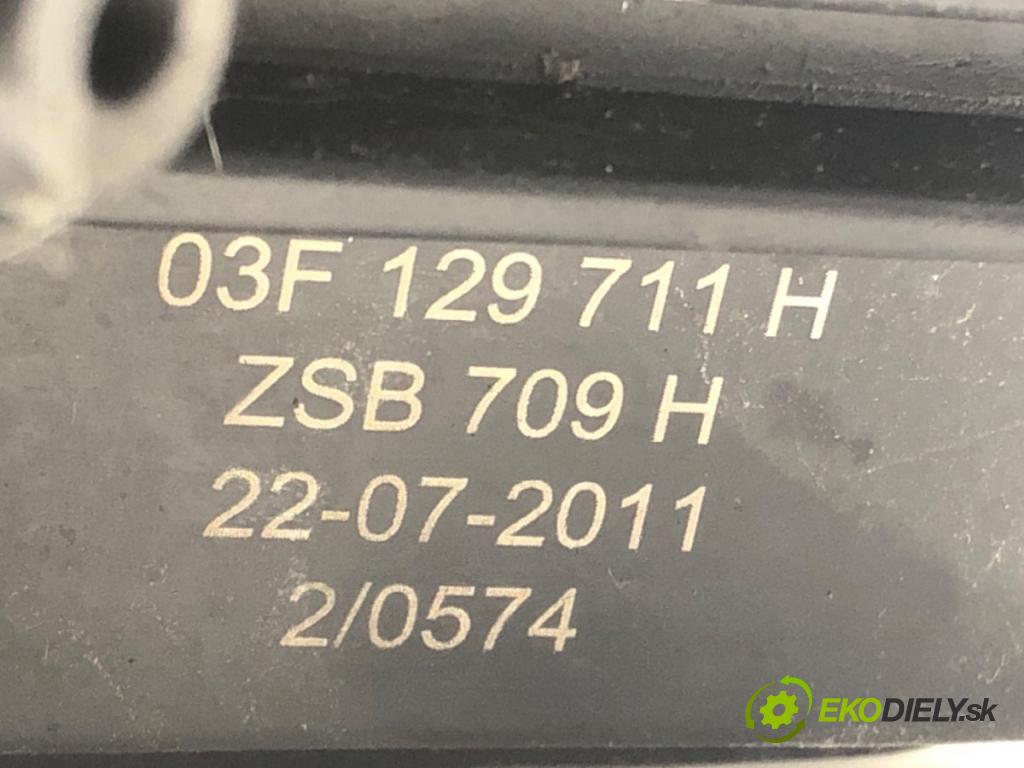 03F 129 711 H
ZSB 709 H
22-07-2011
2/0574
EKODIELY.sk